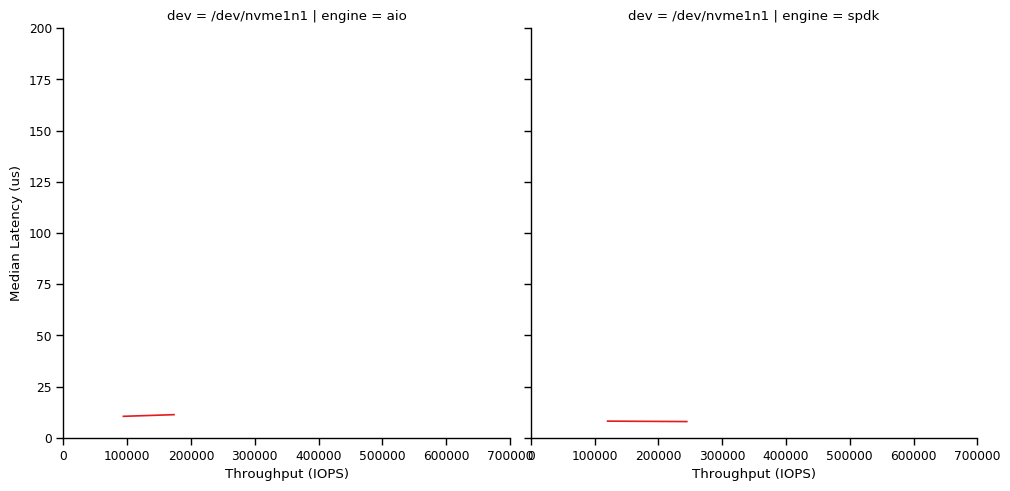 dev = /dev/nvme1n1 | engine = aio
dev = /dev/nvme1n1 | engine = spdk
200
175
150
125
100
75
50
25
0
Median Latency (us)
0 100000 200000 300000 400000 500000 600000 700000
0 100000 200000 300000 400000 500000 600000 700000
Throughput (IOPS)
Throughput (IOPS)